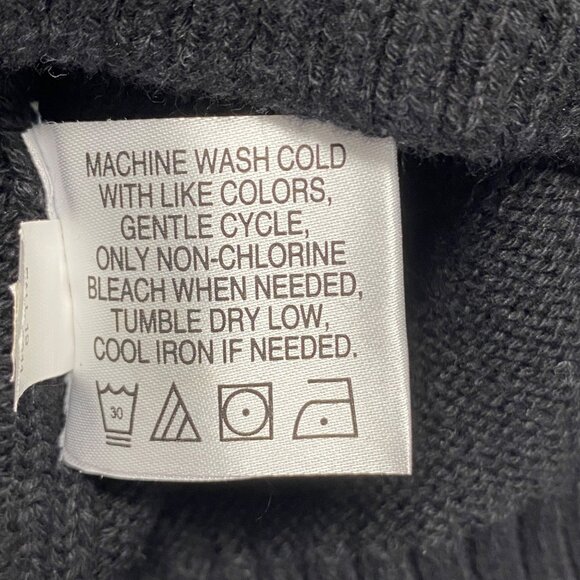 MACHINE WASH COLD
WITH LIKE COLORS,
GENTLE CYCLE,
ONLY NON-CHLORINE
BLEACH WHEN NEEDED,
TUMBLE DRY LOW,
COOL IRON IF NEEDED.
30